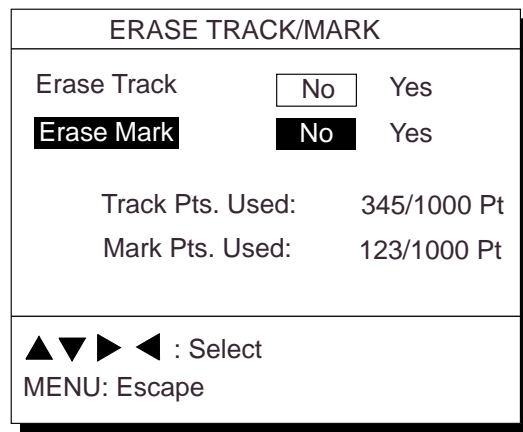 ERASE TRACK/MARK
Erase Track No Yes
Erase Mark No Yes
Track Pts. Used: 345/1000 Pt
Mark Pts. Used: 123/1000 Pt
▲▼▶◀ : Select
MENU: Escape